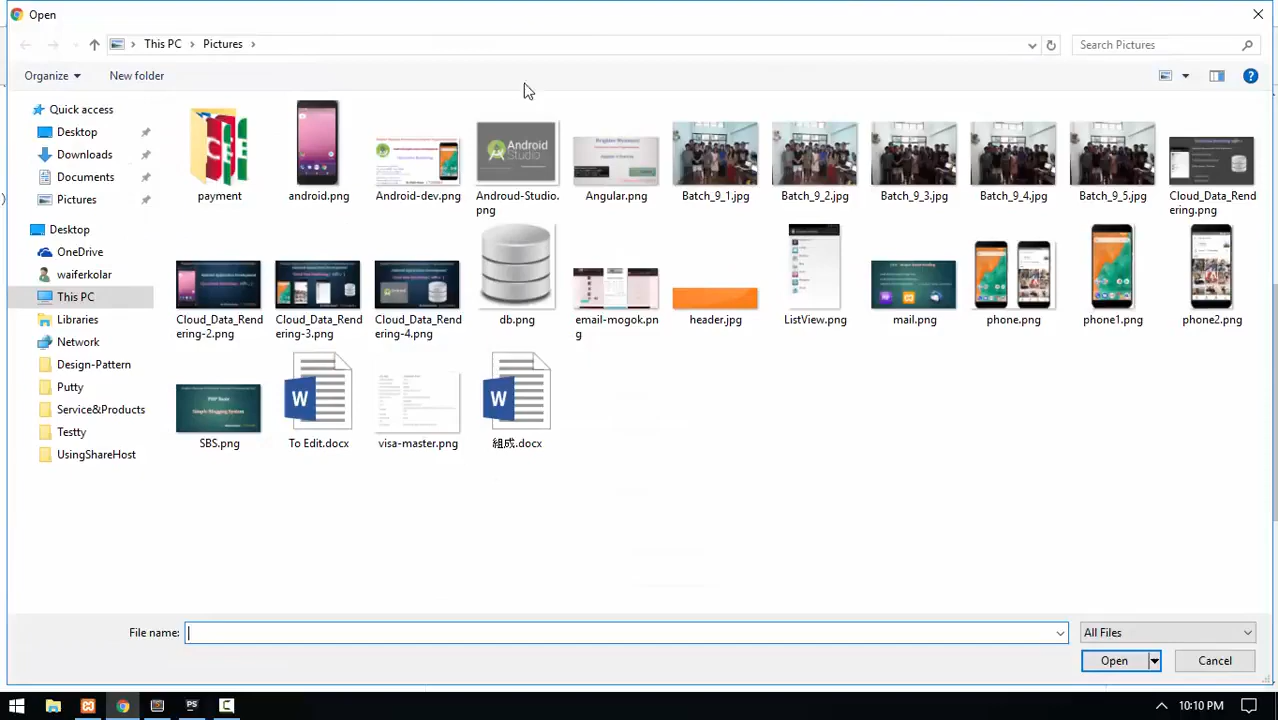 Open
This PC
Pictures
Search Pictures
Organize
New folder
Quick access
Desktop
Downloads
Documents
Pictures
Desktop
OneDrive
waiferkolar
This PC
Libraries
Network
Design-Pattern
Putty
Service&Products
Testty
UsingShareHost
payment
android.png
Android-dev.png
Androud-Studio.
png
Angular.png
Batch_9_1.jpg
Batch_9_2.jpg
Batch_9_3.jpg
Batch_9_4.jpg
Batch_9_5.jpg
Cloud_Data_Rend
ering.png
Android
Studio
Cloud_Data_Rend
ering-2.png
Cloud_Data_Rend
ering-3.png
Cloud_Data_Rend
ering-4.png
db.png
email-mogok.pn
g
header.jpg
ListView.png
mail.png
phone.png
phone1.png
phone2.png
SBS.png
To Edit.docx
visa-master.png
組成.docx
File name:
All Files
Open
Cancel
10:10 PM